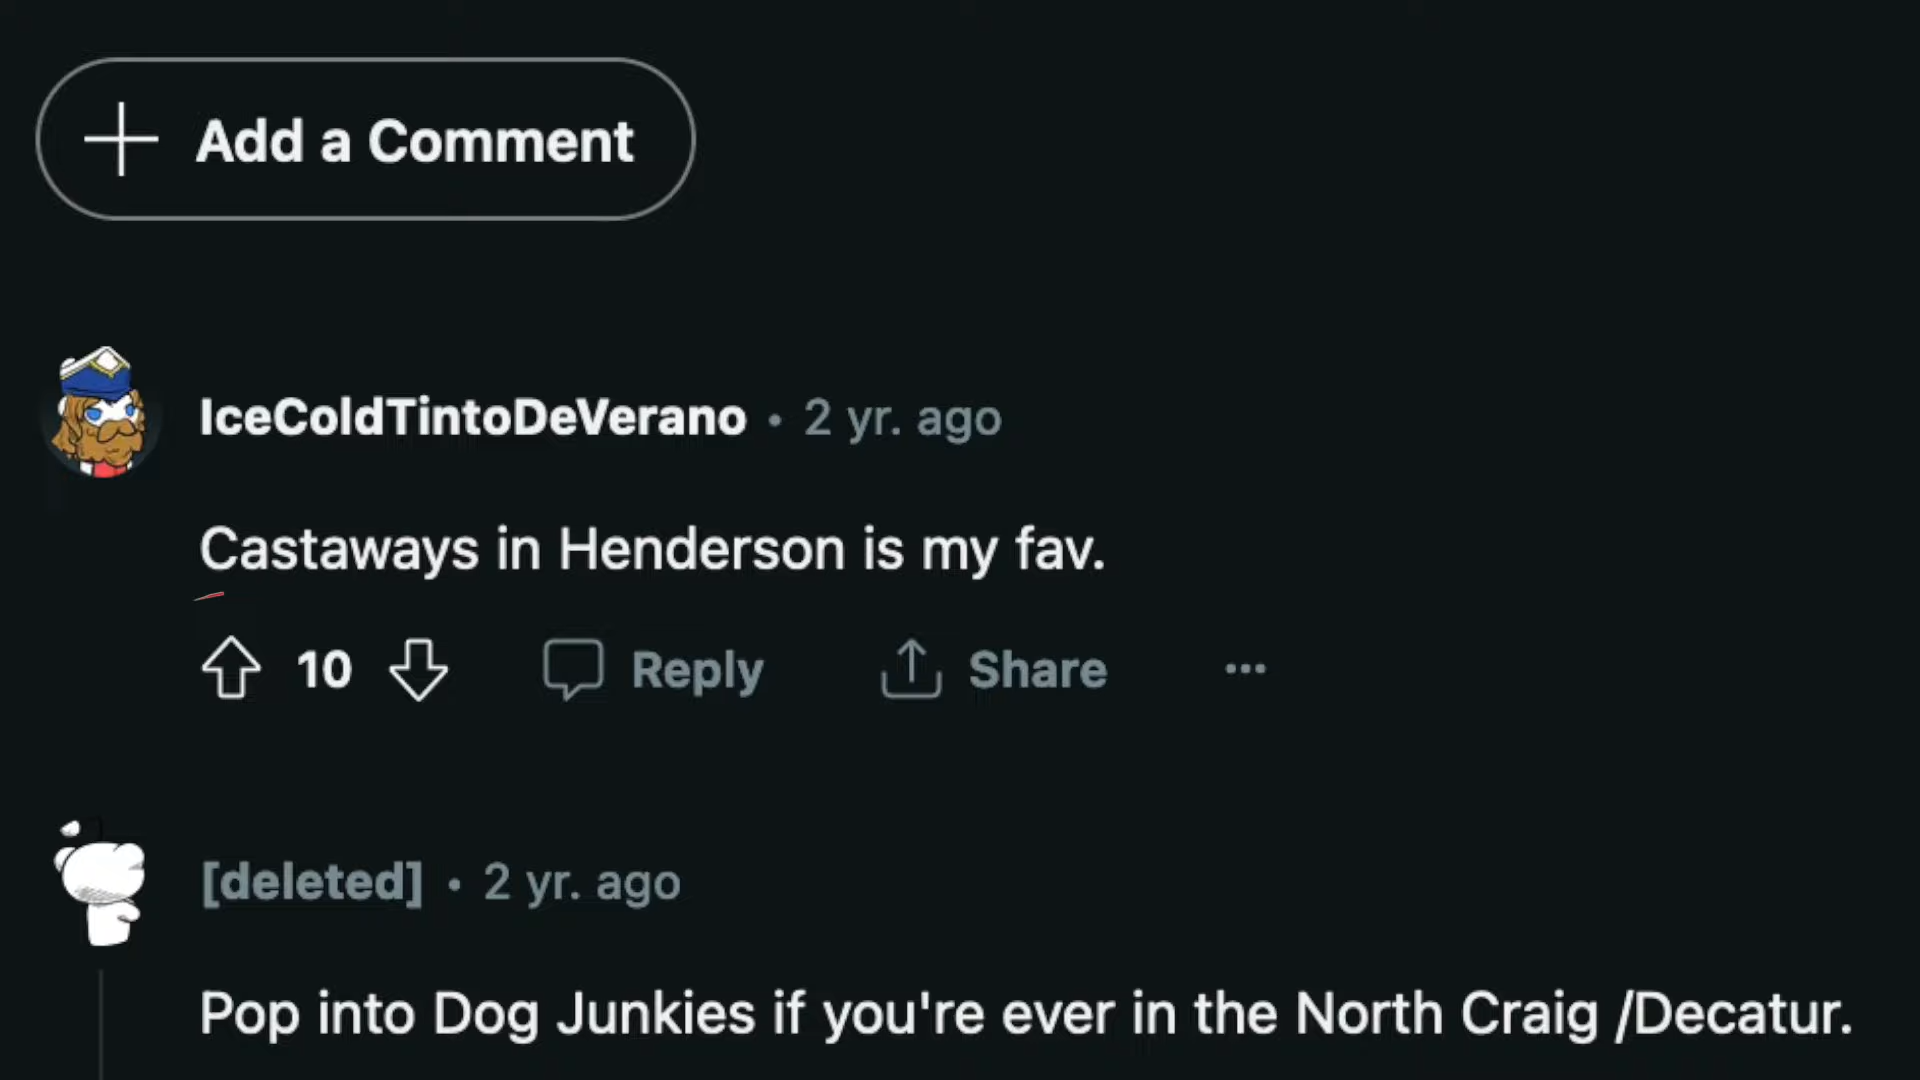 Add a Comment
IceColdTintoDeVerano • 2 yr. ago
Castaways in Henderson is my fav.
10 Reply Share ...
[deleted] • 2 yr. ago
Pop into Dog Junkies if you're ever in the North Craig /Decatur.